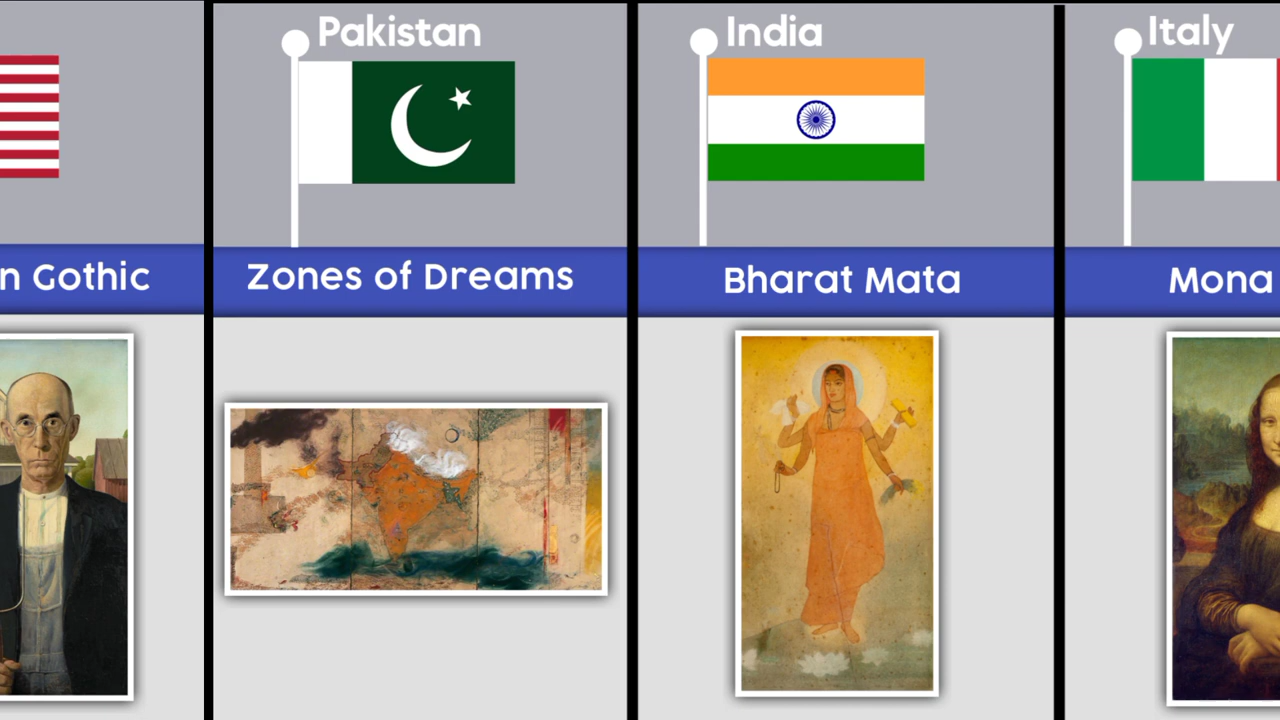 Pakistan
India
Italy
n Gothic
Zones of Dreams
Bharat Mata
Mona